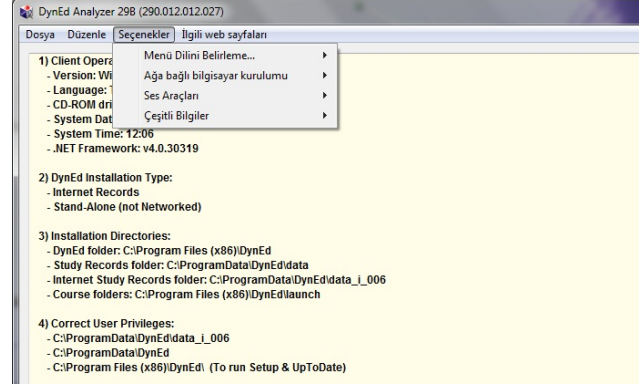 DynEd Analyzer 29B (290.012.012.027)
Dosya Düzenle Seçenekler İlgili web sayfaları
Menü Dilini Belirleme...
Ağa bağlı bilgisayar kurulumu
Ses Araçları
Çeşitli Bilgiler
1) Client Opera
- Version: Wi
- Language:
- CD-ROM dri
- System Dat
- System Time: 12:06
- .NET Framework: v4.0.30319
2) DynEd Installation Type:
- Internet Records
- Stand-Alone (not Networked)
3) Installation Directories:
- DynEd folder: C:\Program Files (x86)\DynEd
- Study Records folder: C:\ProgramData\DynEd\data
- Internet Study Records folder: C:\ProgramData\DynEd\data_i_006
- Course folders: C:\Program Files (x86)\DynEd\launch
4) Correct User Privileges:
- C:\ProgramData\DynEd\data_i_006
- C:\ProgramData\DynEd
- C:\Program Files (x86)\DynEd\ (To run Setup & UpToDate)